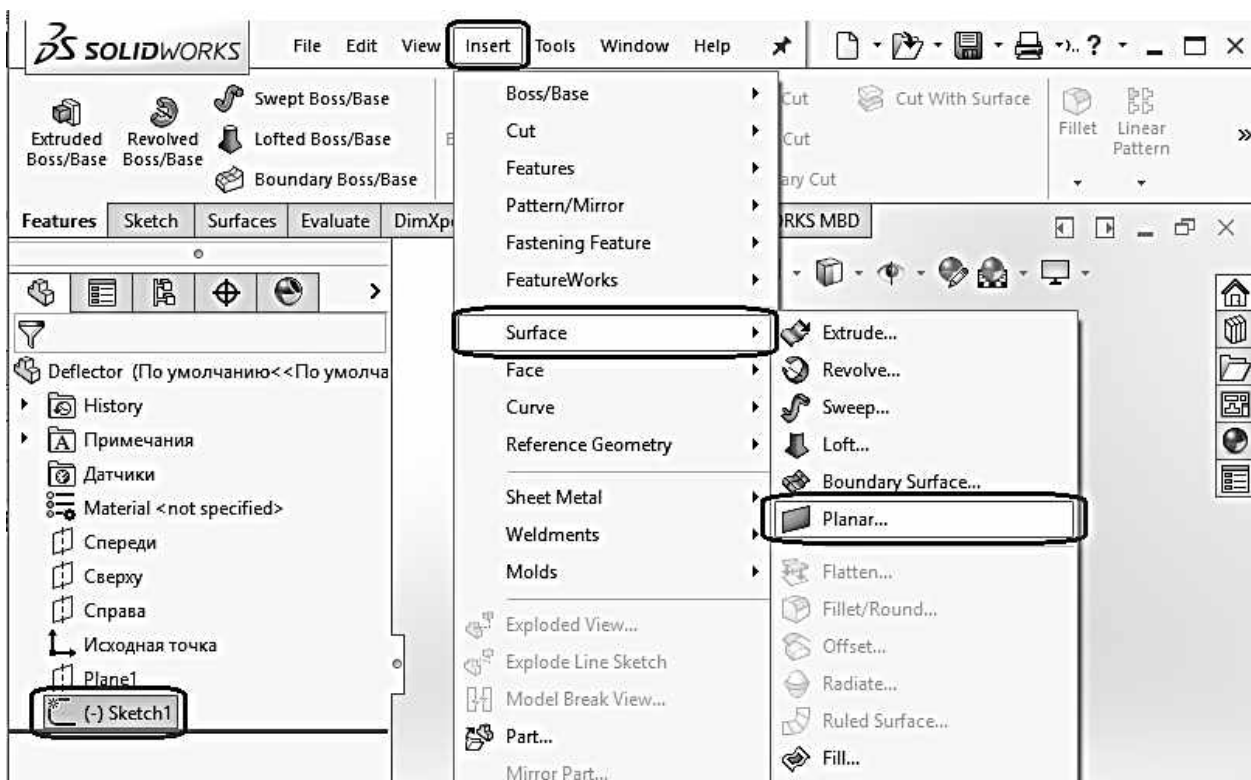 SOLIDWORKS File Edit View Insert Tools Window Help
Extruded Boss/Base
Revolved Boss/Base
Swept Boss/Base
Lofted Boss/Base
Boundary Boss/Base
Cut
Cut
ary Cut
Cut With Surface
Fillet
Linear Pattern
Features Sketch Surfaces Evaluate DimXp RKS MBD
Deflector (По умолчанию<<По умолча
History
Примечания
Датчики
Material <not specified>
Спереди
Сверху
Справа
Исходная точка
Plane1
(-) Sketch1
Boss/Base
Cut
Features
Pattern/Mirror
Fastening Feature
FeatureWorks
Surface
Face
Curve
Reference Geometry
Sheet Metal
Weldments
Molds
Exploded View...
Explode Line Sketch
Model Break View...
Part...
Mirror Part...
Extrude...
Revolve...
Sweep...
Loft...
Boundary Surface...
Planar...
Flatten...
Fillet/Round...
Offset...
Radiate...
Ruled Surface...
Fill...